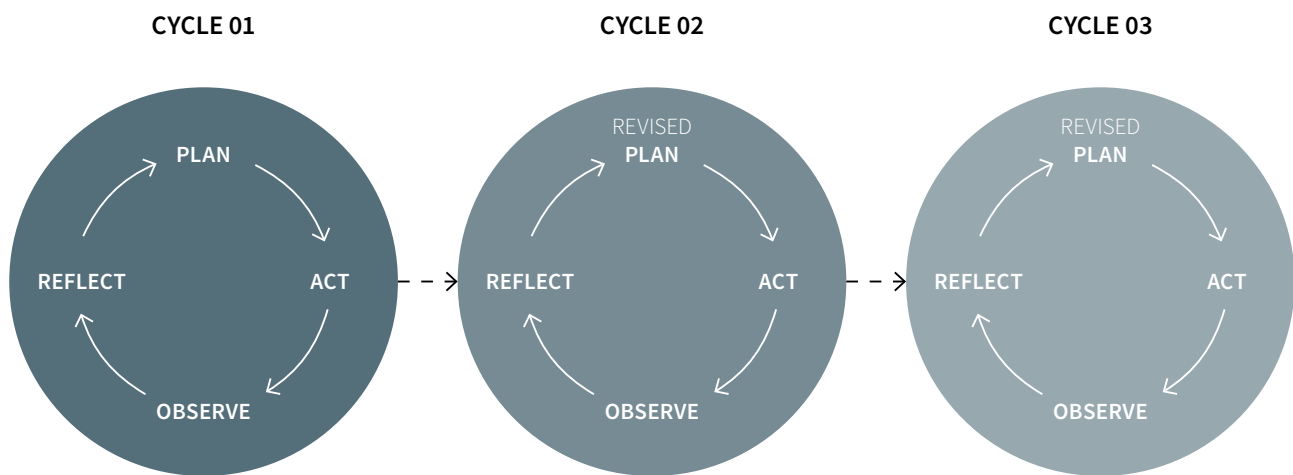 CYCLE 01
CYCLE 02
CYCLE 03
PLAN
ACT
OBSERVE
REFLECT
REVISED
PLAN
ACT
OBSERVE
REFLECT
REVISED
PLAN
ACT
OBSERVE
REFLECT